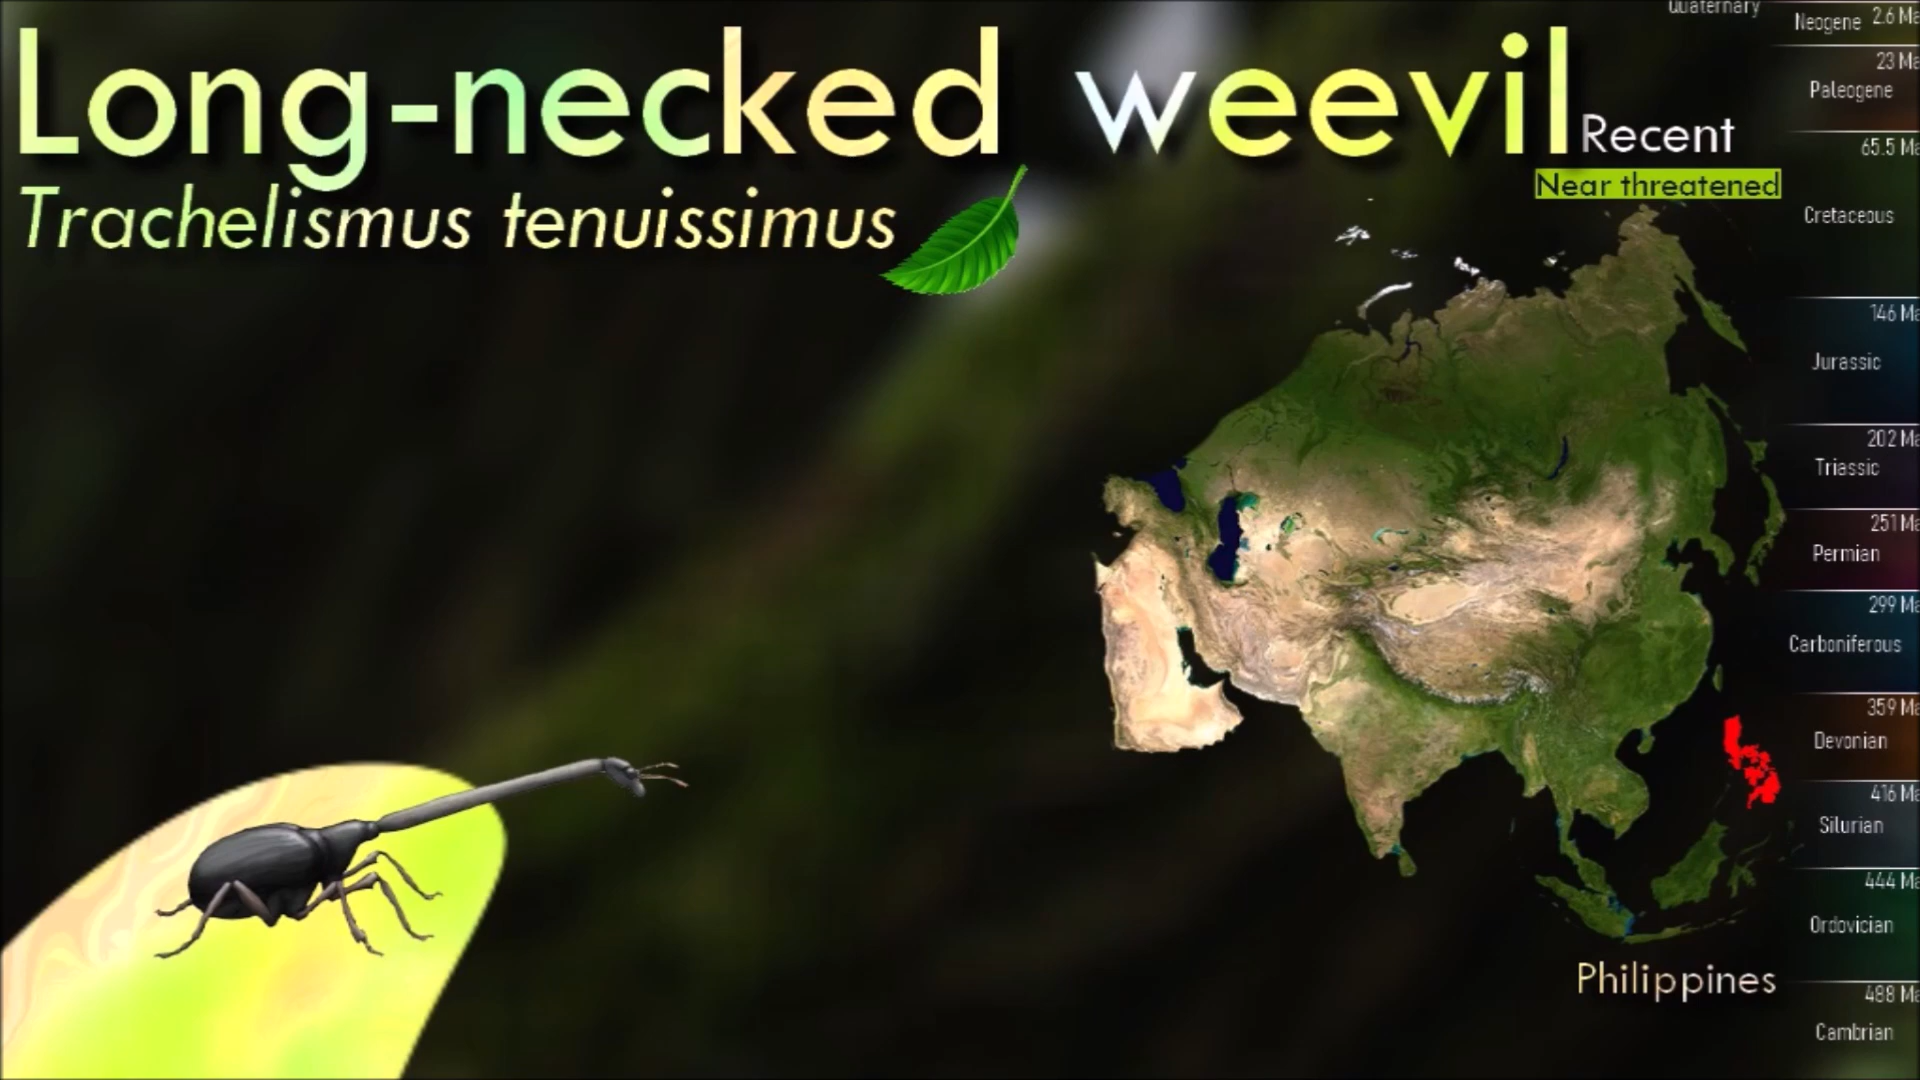 Long-necked weevil
Recent
Near threatened
Trachelismus tenuissimus
Philippines
Quaternary
2.6 Ma
Neogene
23 Ma
Paleogene
65.5 Ma
Cretaceous
146 Ma
Jurassic
202 Ma
Triassic
251 Ma
Permian
299 Ma
Carboniferous
359 Ma
Devonian
416 Ma
Silurian
444 Ma
Ordovician
488 Ma
Cambrian